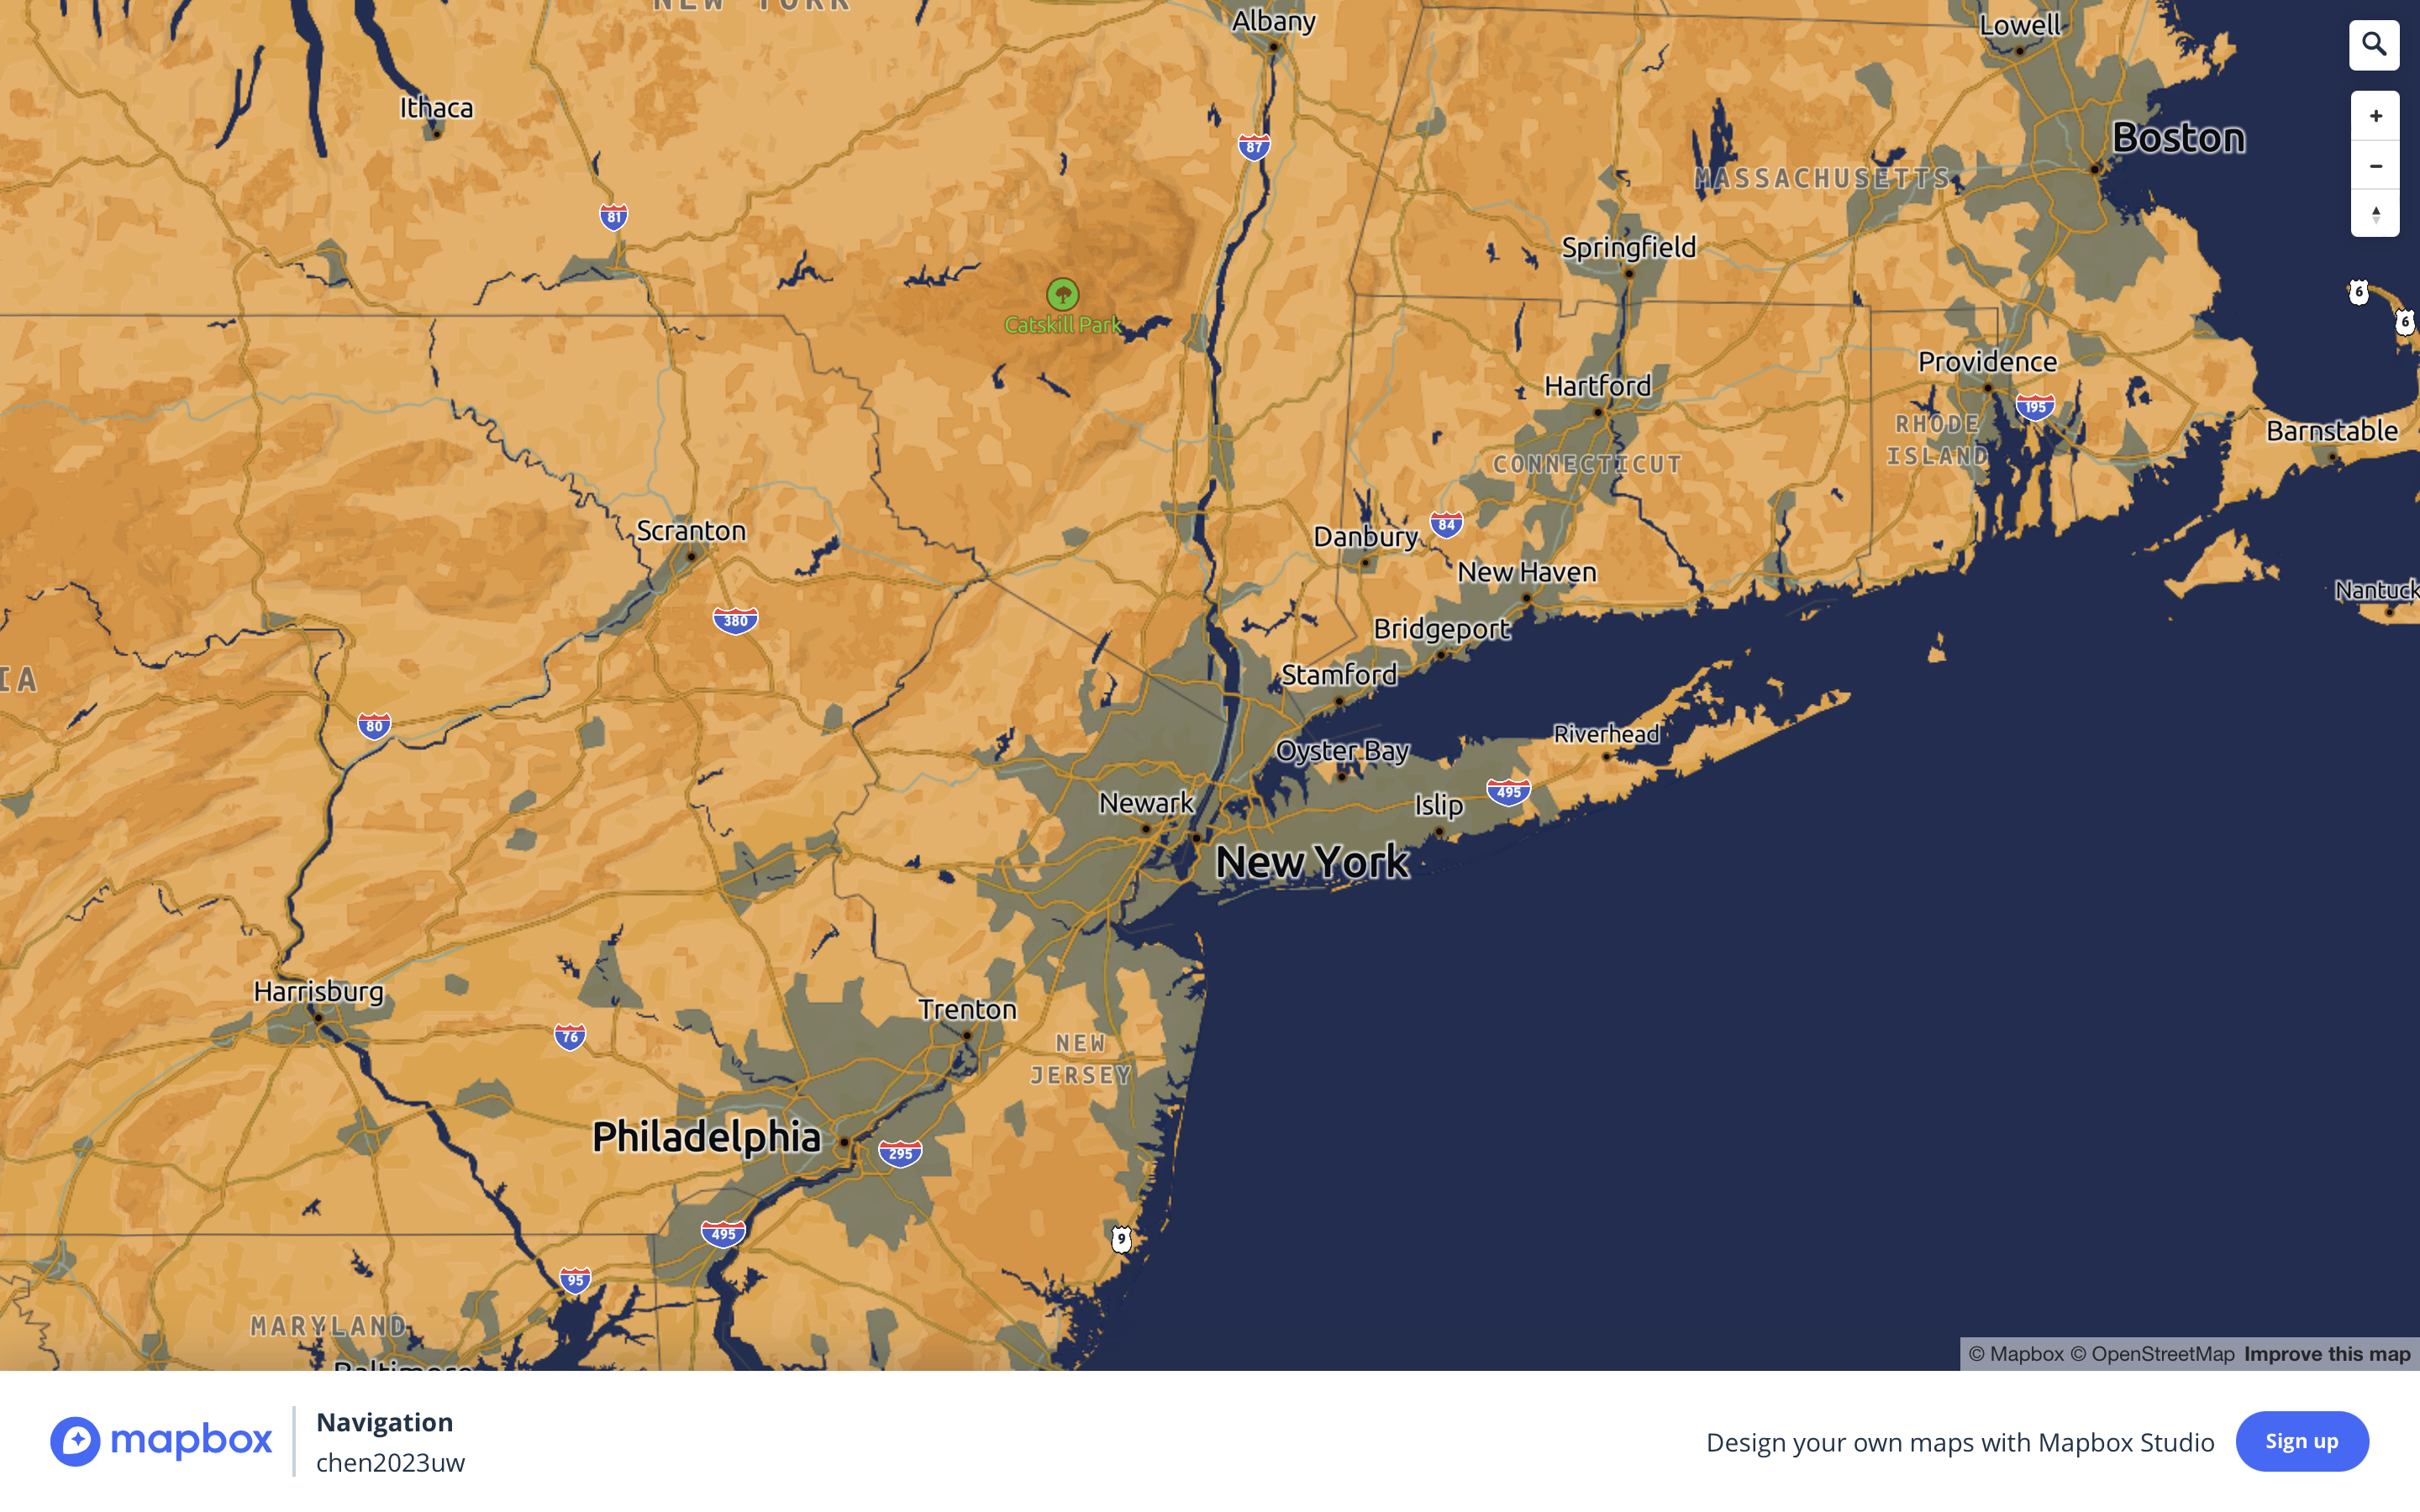 NEW YORK
Albany
Lowell
Ithaca
87
Boston
MASSACHUSETTS
81
Springfield
6
Catskill Park
6
Providence
Hartford
195
RHODE
ISLAND
Barnstable
CONNECTICUT
Scranton
84
Danbury
New Haven
Nantuck
380
Bridgeport
IA
Stamford
80
Riverhead
Oyster Bay
495
Newark
Islip
New York
Harrisburg
Trenton
76
NEW
JERSEY
Philadelphia
295
495
9
95
MARYLAND
Baltimore
© Mapbox © OpenStreetMap Improve this map
mapbox
Navigation
chen2023uw
Design your own maps with Mapbox Studio
Sign up